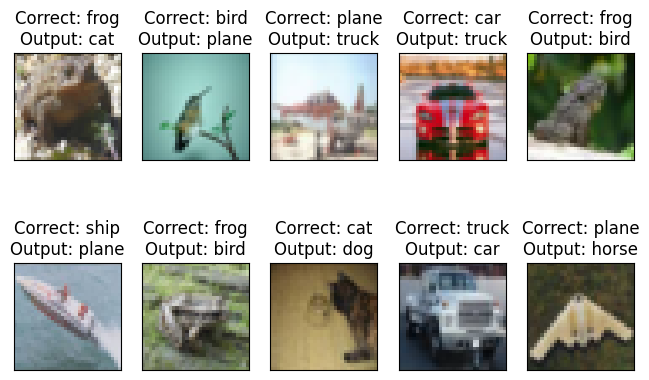 Correct: frog
Output: cat
Correct: bird
Output: plane
Correct: plane
Output: truck
Correct: car
Output: truck
Correct: frog
Output: bird
Correct: ship
Output: plane
Correct: frog
Output: bird
Correct: cat
Output: dog
Correct: truck
Output: car
Correct: plane
Output: horse